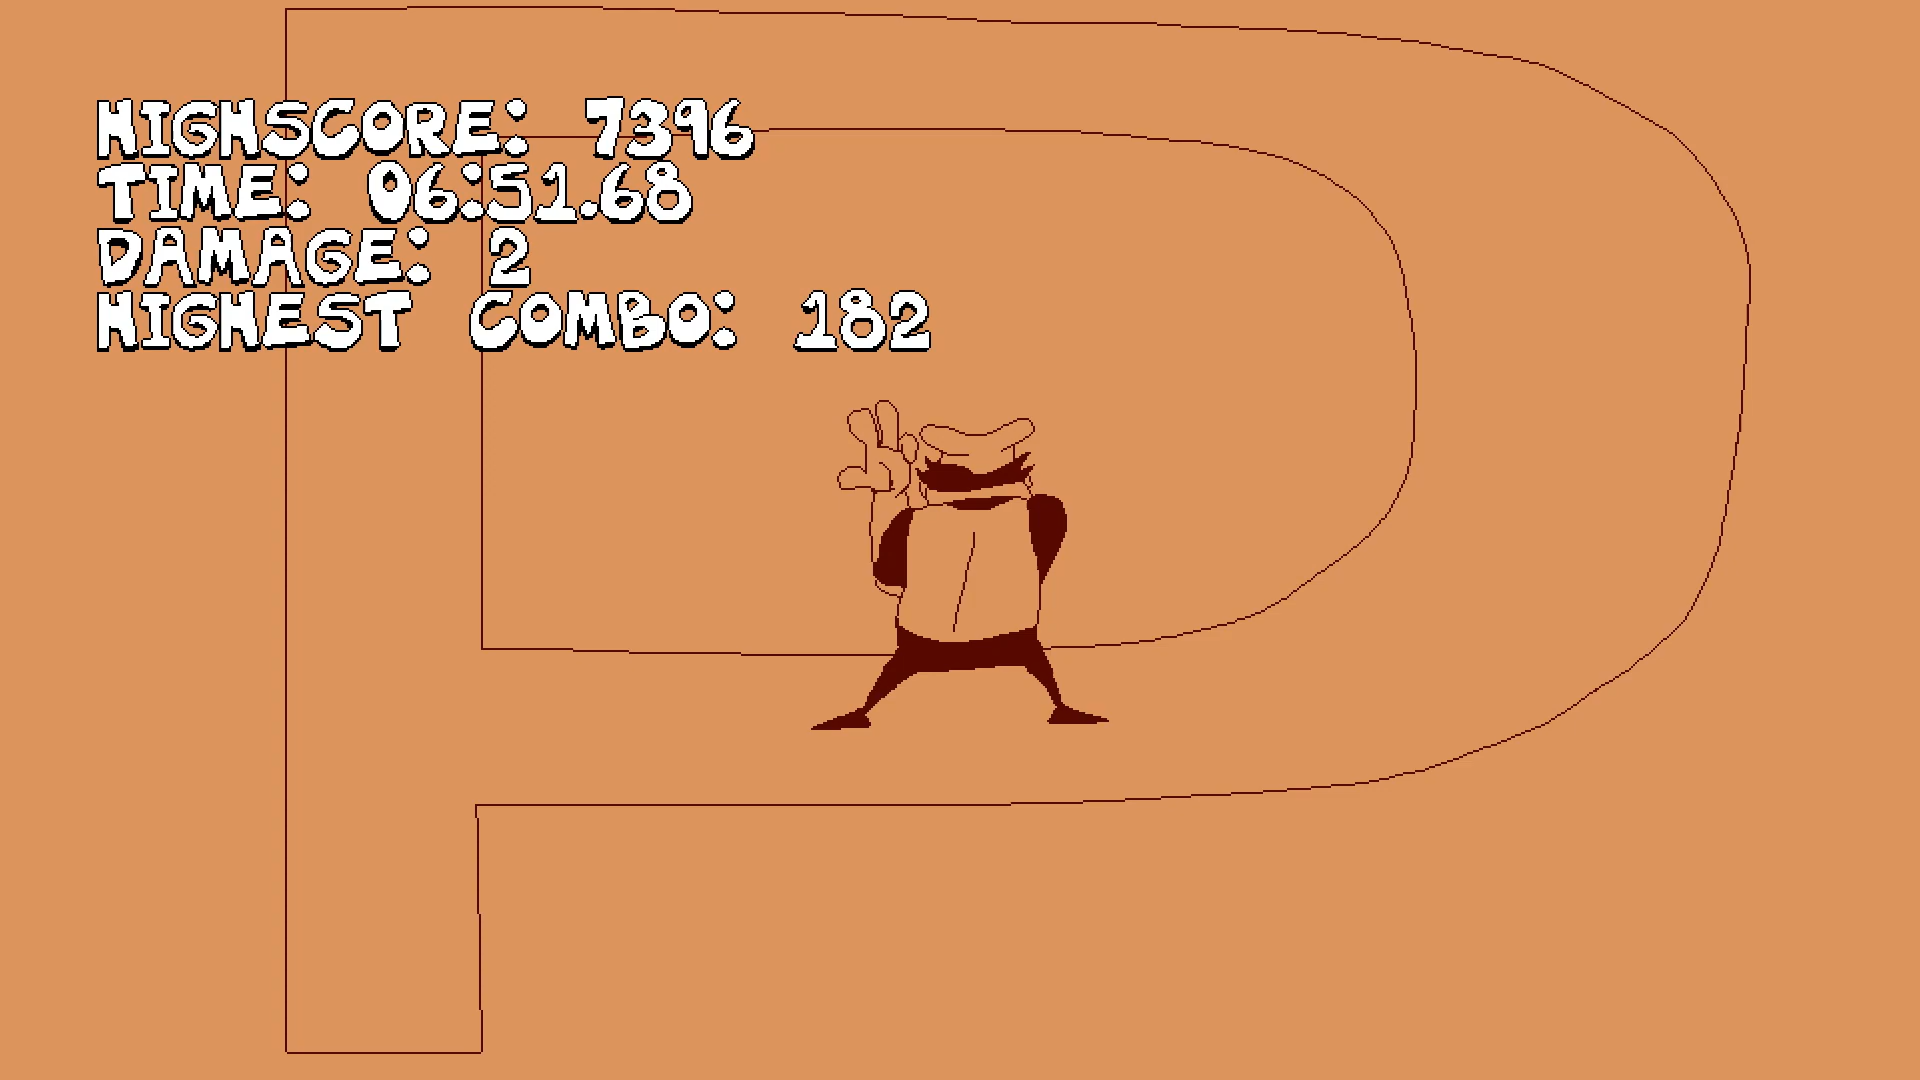 HIGHSCORE: 7396
TIME: 06:51.68
DAMAGE: 2
HIGHEST COMBO: 182
P